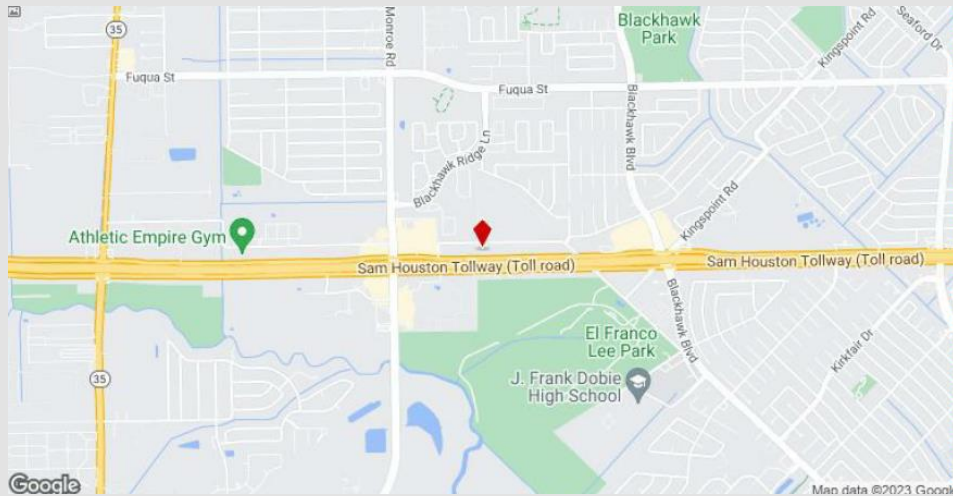 Blackhawk
Park
Kingspoint Rd
Seaford Dr
35
Monroe Rd
Fuqua St
Fuqua St
Blackhawk Blvd
Blackhawk Ridge Ln
Kingspoint Rd
Athletic Empire Gym
Sam Houston Tollway (Toll road)
Sam Houston Tollway (Toll road)
El Franco
Lee Park
Blackhawk Blvd
Kirkfair Dr
35
J. Frank Dobie
High School
Google
Map data ©2023 Google